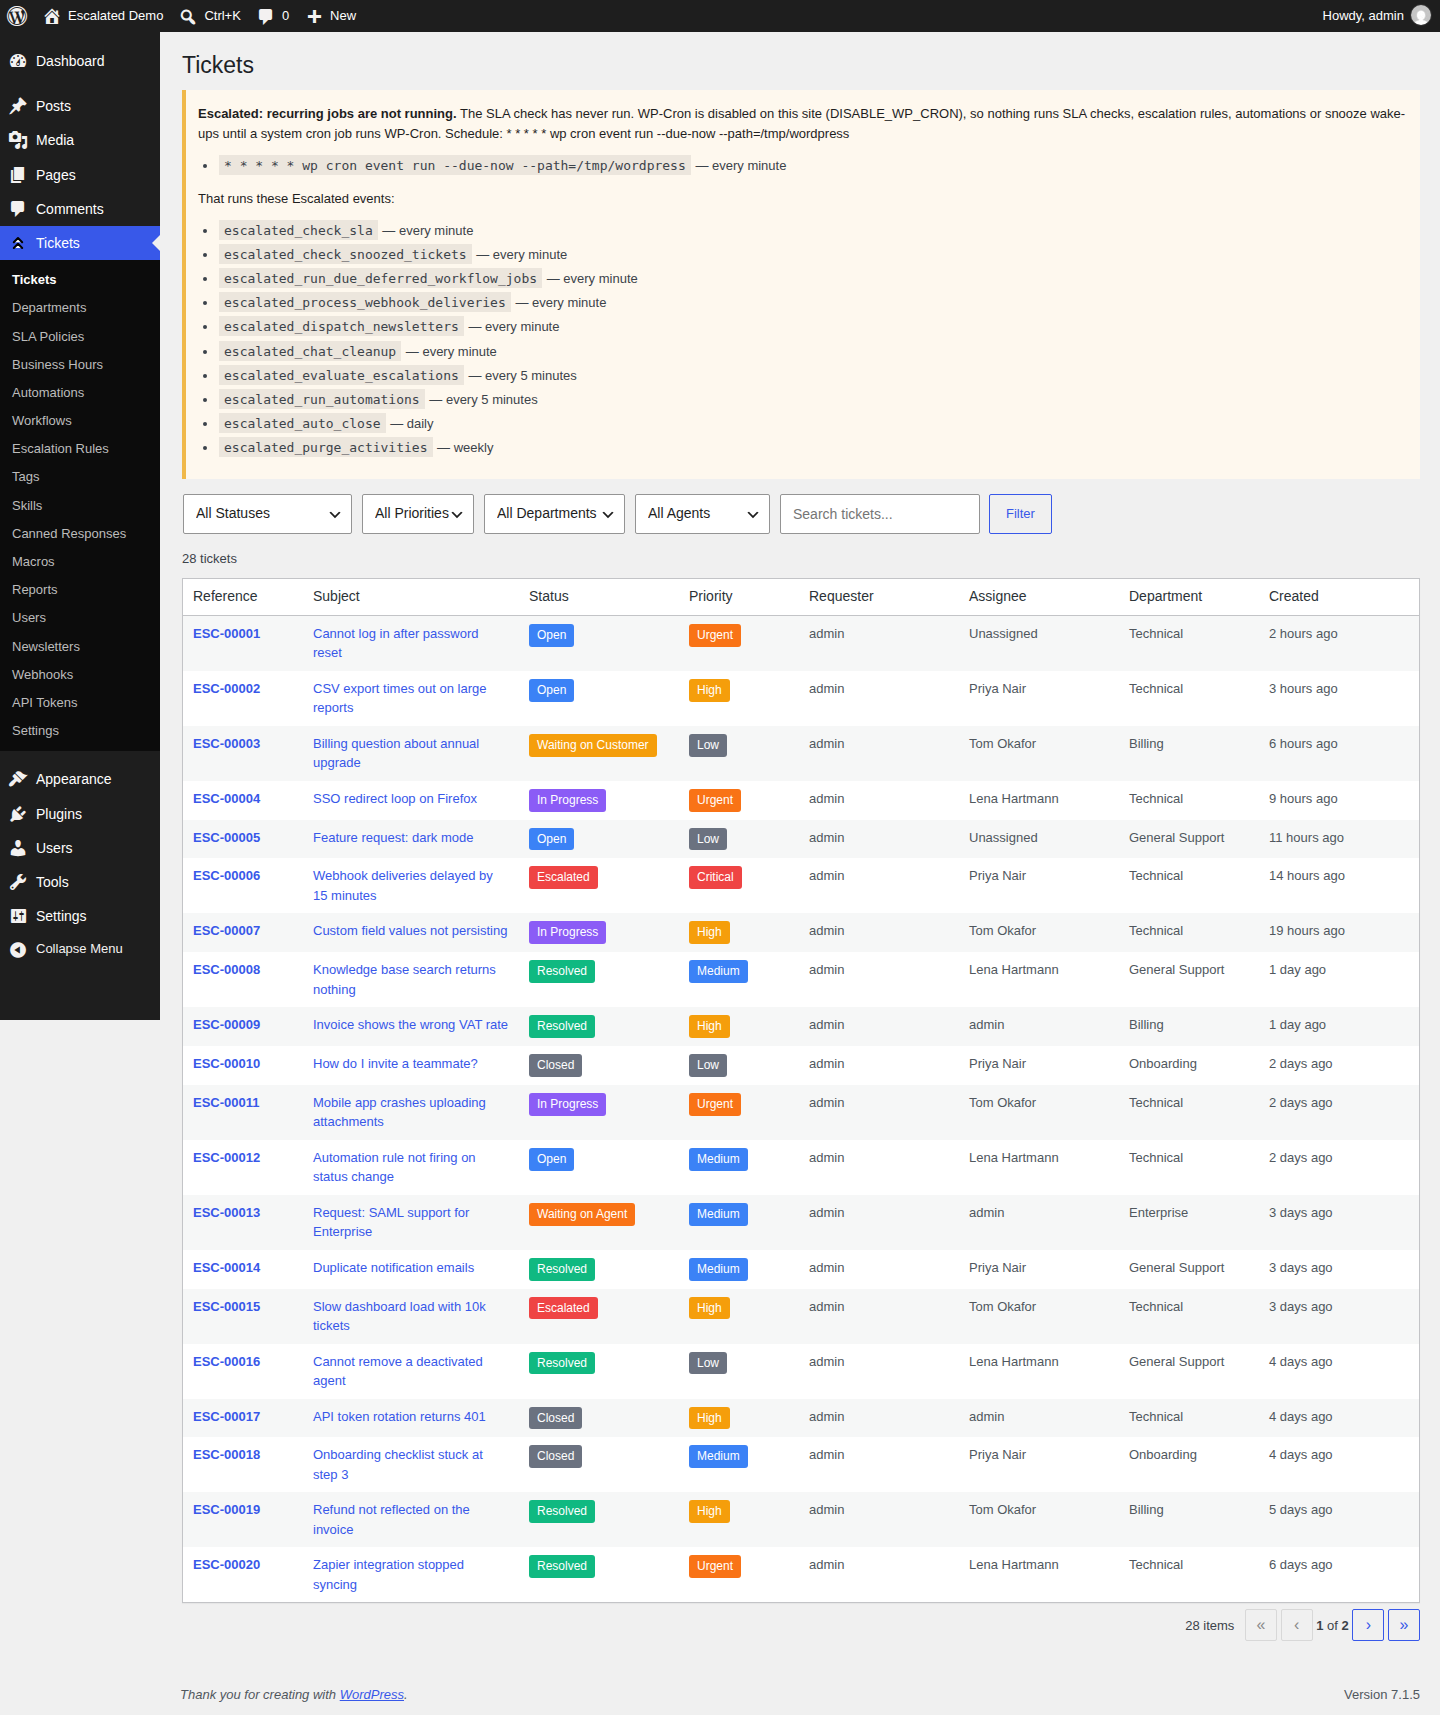 Escalated Demo Ctrl+K 0 New Howdy, admin
Dashboard
Posts
Media
Pages
Comments
Tickets
Tickets
Departments
SLA Policies
Business Hours
Automations
Workflows
Escalation Rules
Tags
Skills
Canned Responses
Macros
Reports
Users
Newsletters
Webhooks
API Tokens
Settings
Appearance
Plugins
Users
Tools
Settings
Collapse Menu
Tickets
Escalated: recurring jobs are not running. The SLA check has never run. WP-Cron is disabled on this site (DISABLE_WP_CRON), so nothing runs SLA checks, escalation rules, automations or snooze wake-
ups until a system cron job runs WP-Cron. Schedule: * * * * * wp cron event run --due-now --path=/tmp/wordpress
• * * * * * wp cron event run --due-now --path=/tmp/wordpress — every minute
That runs these Escalated events:
• escalated_check_sla — every minute
• escalated_check_snoozed_tickets — every minute
• escalated_run_due_deferred_workflow_jobs — every minute
• escalated_process_webhook_deliveries — every minute
• escalated_dispatch_newsletters — every minute
• escalated_chat_cleanup — every minute
• escalated_evaluate_escalations — every 5 minutes
• escalated_run_automations — every 5 minutes
• escalated_auto_close — daily
• escalated_purge_activities — weekly
All Statuses All Priorities All Departments All Agents Search tickets... Filter
28 tickets
Reference Subject Status Priority Requester Assignee Department Created
ESC-00001 Cannot log in after password Open Urgent admin Unassigned Technical 2 hours ago
reset
ESC-00002 CSV export times out on large Open High admin Priya Nair Technical 3 hours ago
reports
ESC-00003 Billing question about annual Waiting on Customer Low admin Tom Okafor Billing 6 hours ago
upgrade
ESC-00004 SSO redirect loop on Firefox In Progress Urgent admin Lena Hartmann Technical 9 hours ago
ESC-00005 Feature request: dark mode Open Low admin Unassigned General Support 11 hours ago
ESC-00006 Webhook deliveries delayed by Escalated Critical admin Priya Nair Technical 14 hours ago
15 minutes
ESC-00007 Custom field values not persisting In Progress High admin Tom Okafor Technical 19 hours ago
ESC-00008 Knowledge base search returns Resolved Medium admin Lena Hartmann General Support 1 day ago
nothing
ESC-00009 Invoice shows the wrong VAT rate Resolved High admin admin Billing 1 day ago
ESC-00010 How do I invite a teammate? Closed Low admin Priya Nair Onboarding 2 days ago
ESC-00011 Mobile app crashes uploading In Progress Urgent admin Tom Okafor Technical 2 days ago
attachments
ESC-00012 Automation rule not firing on Open Medium admin Lena Hartmann Technical 2 days ago
status change
ESC-00013 Request: SAML support for Waiting on Agent Medium admin admin Enterprise 3 days ago
Enterprise
ESC-00014 Duplicate notification emails Resolved Medium admin Priya Nair General Support 3 days ago
ESC-00015 Slow dashboard load with 10k Escalated High admin Tom Okafor Technical 3 days ago
tickets
ESC-00016 Cannot remove a deactivated Resolved Low admin Lena Hartmann General Support 4 days ago
agent
ESC-00017 API token rotation returns 401 Closed High admin admin Technical 4 days ago
ESC-00018 Onboarding checklist stuck at Closed Medium admin Priya Nair Onboarding 4 days ago
step 3
ESC-00019 Refund not reflected on the Resolved High admin Tom Okafor Billing 5 days ago
invoice
ESC-00020 Zapier integration stopped Resolved Urgent admin Lena Hartmann Technical 6 days ago
syncing
28 items « ‹ 1 of 2 › »
Thank you for creating with WordPress. Version 7.1.5